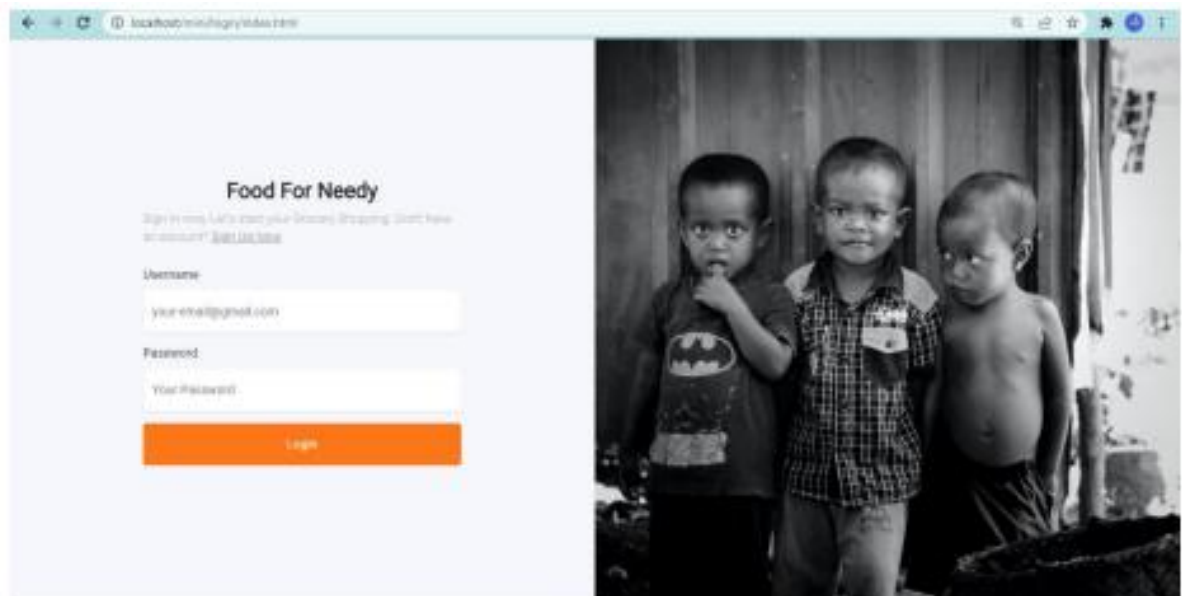 localhost/
Food For Needy
Sign in now, Let's start your Grocery Shopping. Don't have
an account? Sign Up Now
Username
your-email@gmail.com
Password
Your Password
Login